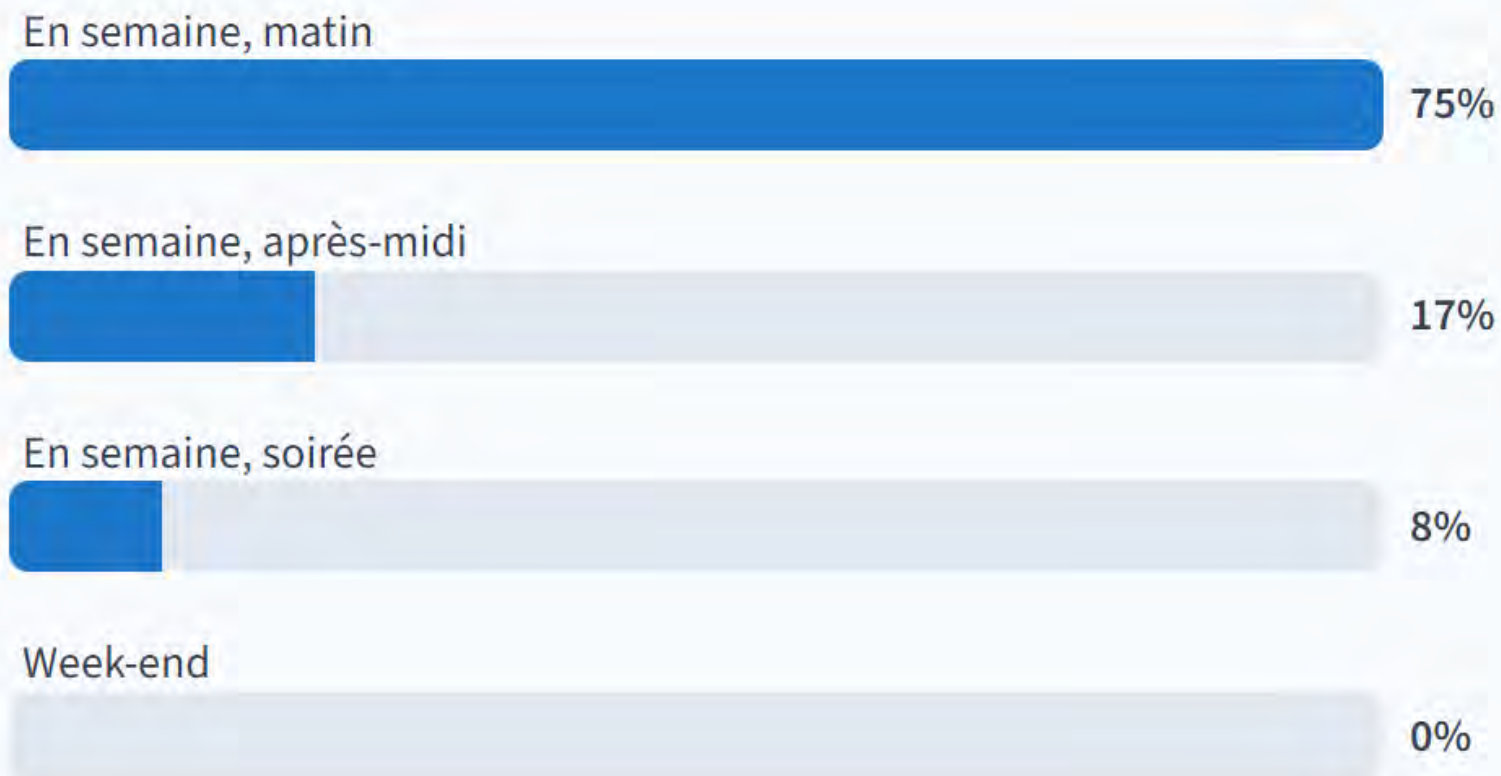 En semaine, matin
75%
En semaine, après-midi
17%
En semaine, soirée
8%
Week-end
0%